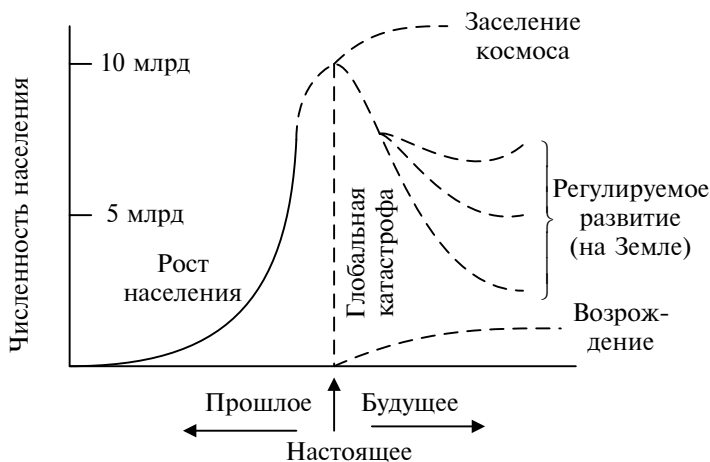 Численность населения
10 млрд
5 млрд
Рост
населения
Глобальная
катастрофа
Заселение
космоса
Регулируемое
развитие
(на Земле)
Возрож-
дение
Прошлое
Будущее
Настоящее